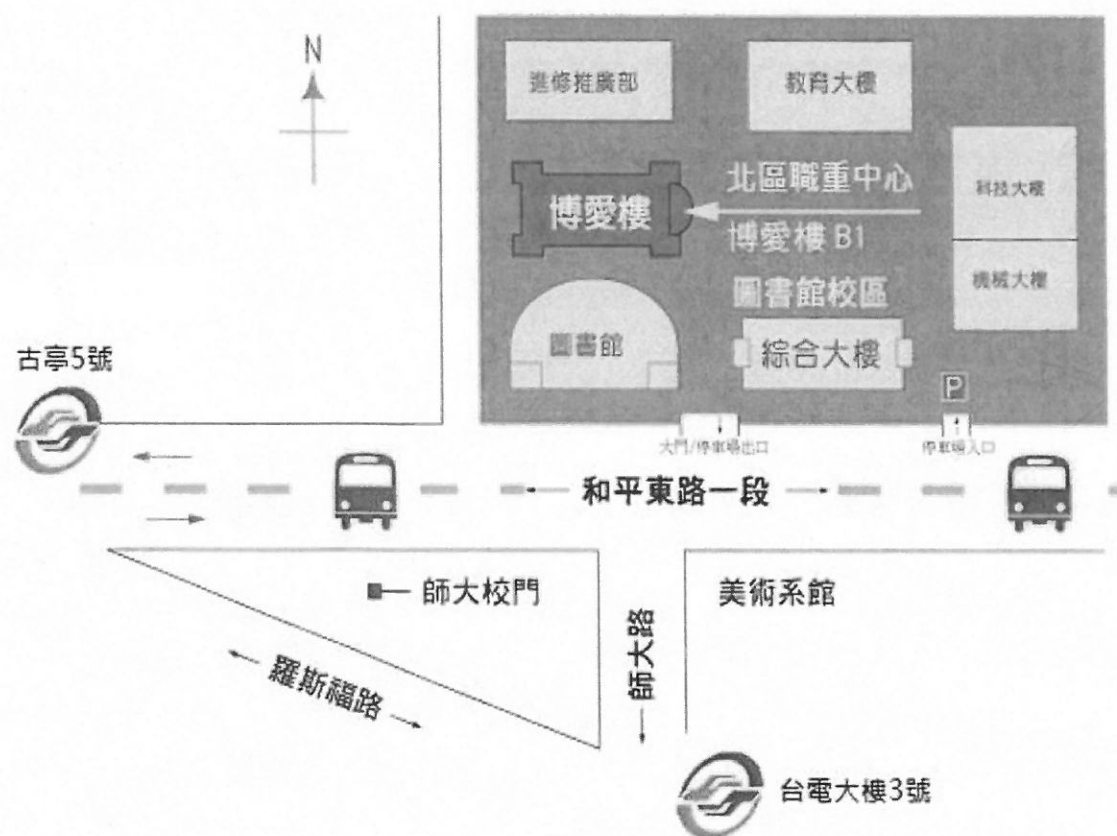 N
進修推廣部
教育大樓
北區職重中心
博愛樓
博愛樓 B1
科技大樓
圖書館校區
機械大樓
圖書館
綜合大樓
古亭5號
P
大門/停車場出口
停車場入口
和平東路一段
師大校門
美術系館
師大路
羅斯福路
台電大樓3號